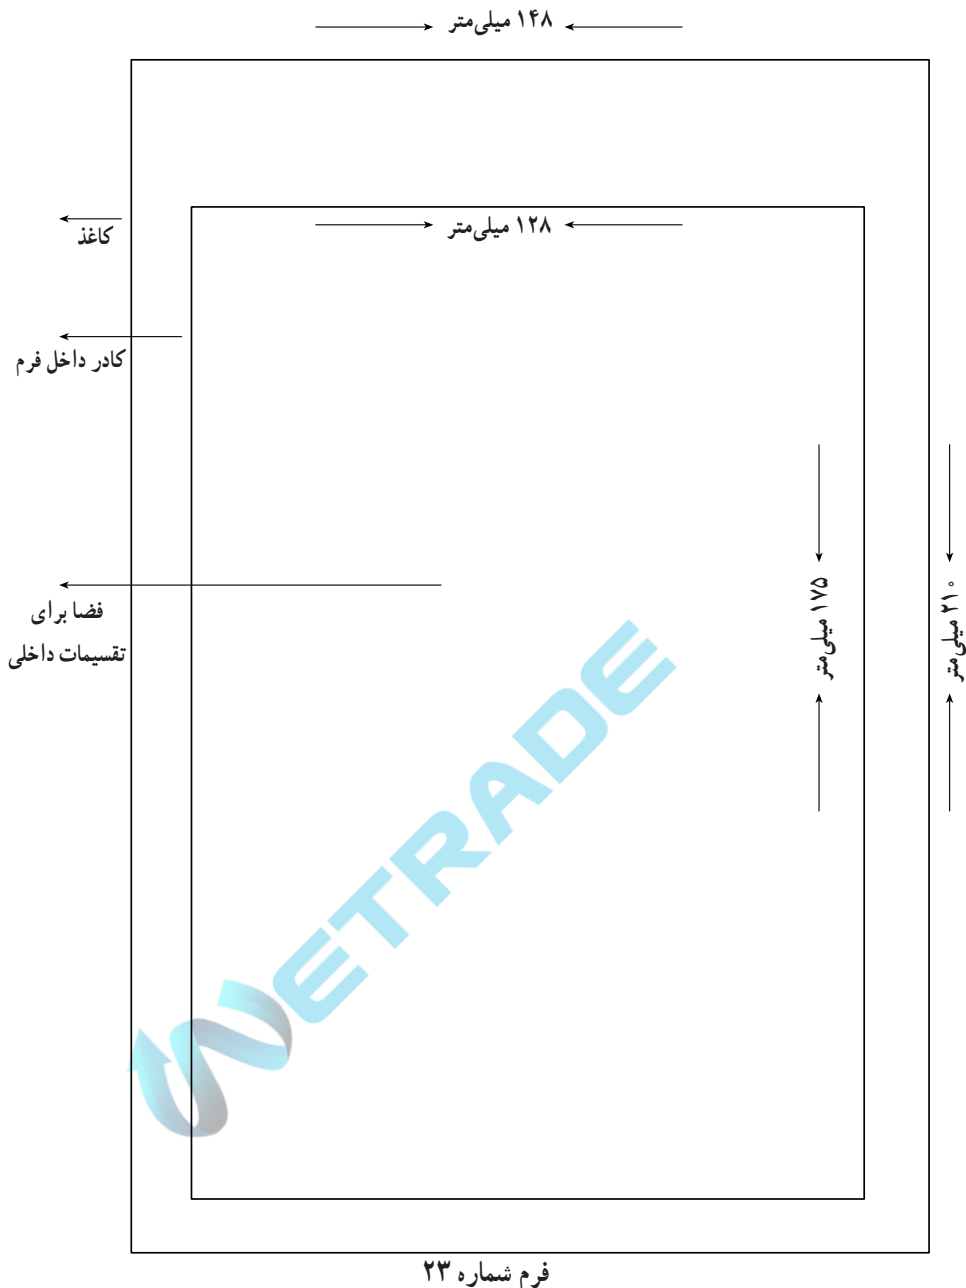 ۱۴۸ میلی‌متر
کاغذ
۱۲۸ میلی‌متر
کادر داخل فرم
فضا برای
تقسیمات داخلی
۱۷۵ میلی‌متر
۲۱۰ میلی‌متر
WETRADE
فرم شماره ۲۳